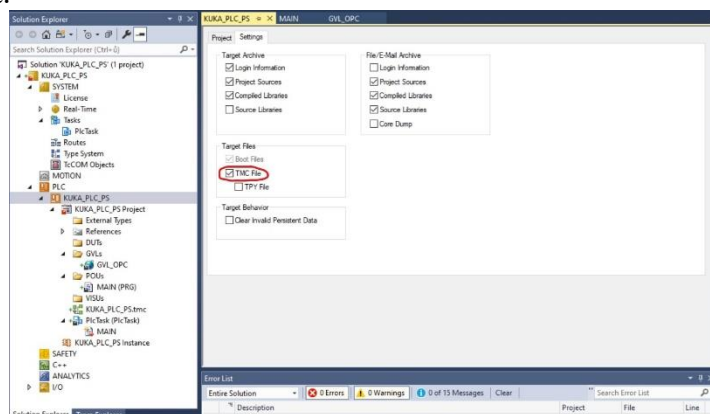 Solution Explorer
Search Solution Explorer (Ctrl+ů)
Solution 'KUKA_PLC_PS' (1 project)
KUKA_PLC_PS
SYSTEM
License
Real-Time
Tasks
PlcTask
Routes
Type System
TcCOM Objects
MOTION
PLC
KUKA_PLC_PS
KUKA_PLC_PS Project
External Types
References
DUTs
GVLs
GVL_OPC
POUs
MAIN (PRG)
VISUs
KUKA_PLC_PS.tmc
PlcTask (PlcTask)
MAIN
KUKA_PLC_PS Instance
SAFETY
C++
ANALYTICS
I/O
KUKA_PLC_PS MAIN GVL_OPC
Project Settings
Target Archive
Login Information
Project Sources
Compiled Libraries
Source Libraries
File/E-Mail Archive
Login Information
Project Sources
Compiled Libraries
Source Libraries
Core Dump
Target Files
Boot Files
TMC File
TPY File
Target Behavior
Clear Invalid Persistent Data
Error List
Entire Solution 0 Errors 0 Warnings 0 of 15 Messages Clear Search Error List
Description Project File Line